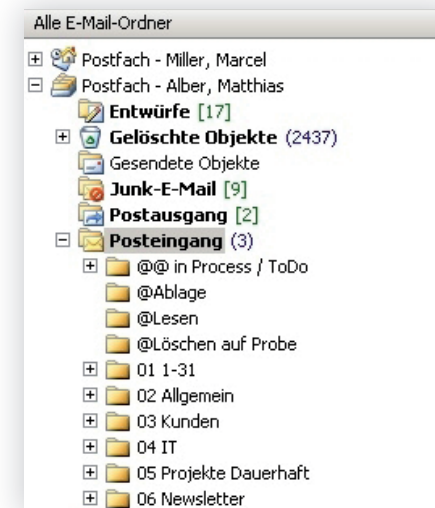 Alle E-Mail-Ordner
Postfach - Miller, Marcel
Postfach - Alber, Matthias
Entwürfe [17]
Gelöschte Objekte (2437)
Gesendete Objekte
Junk-E-Mail [9]
Postausgang [2]
Posteingang (3)
@@ in Process / ToDo
@Ablage
@Lesen
@Löschen auf Probe
01 1-31
02 Allgemein
03 Kunden
04 IT
05 Projekte Dauerhaft
06 Newsletter